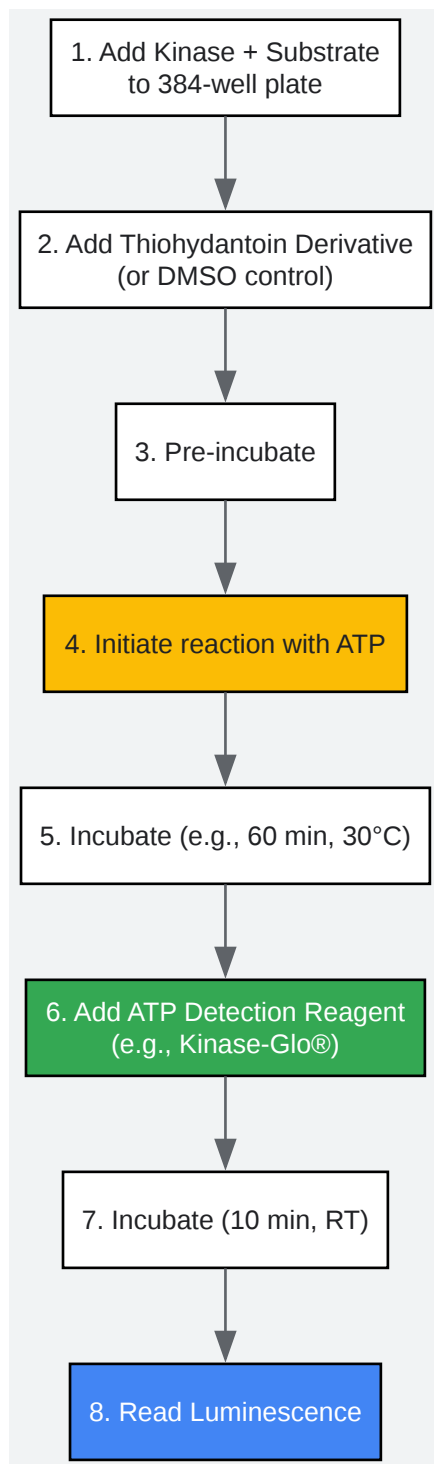 1. Add Kinase + Substrate
to 384-well plate
2. Add Thiohydantoin Derivative
(or DMSO control)
3. Pre-incubate
4. Initiate reaction with ATP
5. Incubate (e.g., 60 min, 30°C)
6. Add ATP Detection Reagent
(e.g., Kinase-Glo®)
7. Incubate (10 min, RT)
8. Read Luminescence